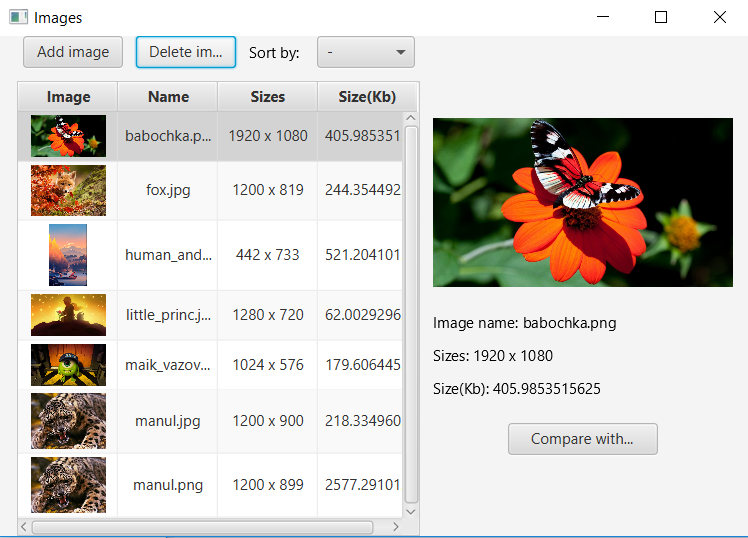 Images
Add image Delete im... Sort by: -
Image Name Sizes Size(Kb)
babochka.p... 1920 x 1080 405.985351
fox.jpg 1200 x 819 244.354492
human_and... 442 x 733 521.204101
little_princ.j... 1280 x 720 62.0029296
maik_vazov... 1024 x 576 179.606445
manul.jpg 1200 x 900 218.334960
manul.png 1200 x 899 2577.29101
Image name: babochka.png
Sizes: 1920 x 1080
Size(Kb): 405.9853515625
Compare with...